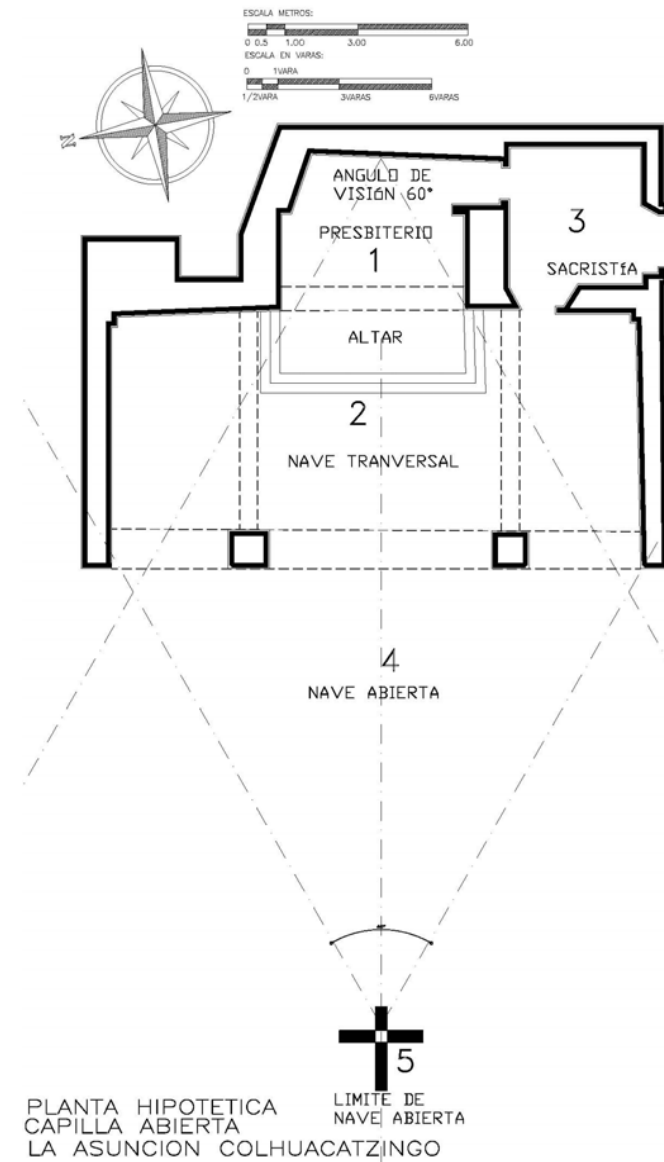 ESCALA METROS:
0 0.5 1.00 3.00 6.00
ESCALA EN VARAS:
0 1VARA
1/2VARA 3VARAS 6VARAS
N
ANGULO DE
VISIóN 60°
PRESBITERIO
1
3
SACRISTíA
ALTAR
2
NAVE TRANVERSAL
4
NAVE ABIERTA
5
LIMITE DE
NAVE ABIERTA
PLANTA HIPOTETICA
CAPILLA ABIERTA
LA ASUNCION COLHUACATZINGO